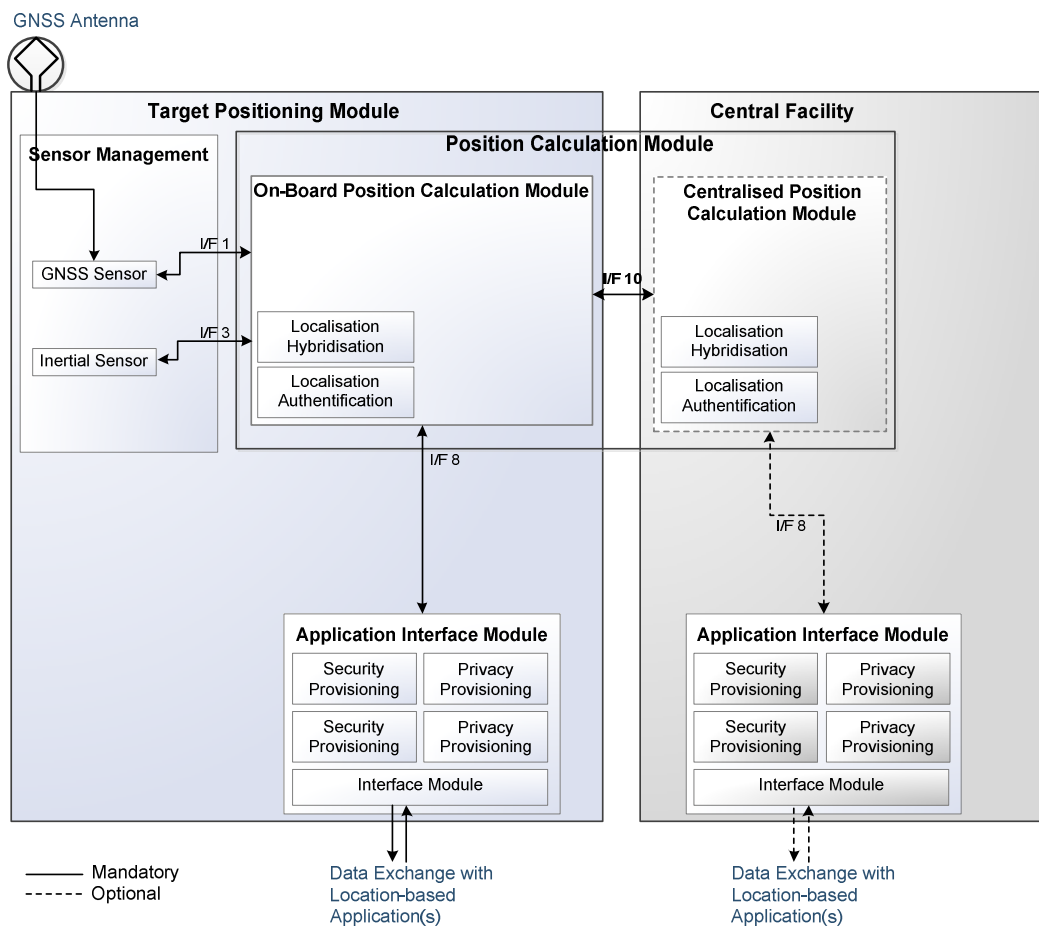 GNSS Antenna
Target Positioning Module
Central Facility
Position Calculation Module
Sensor Management
On-Board Position Calculation Module
Centralised Position
Calculation Module
I/F 1
GNSS Sensor
I/F 10
I/F 3
Inertial Sensor
Localisation
Hybridisation
Localisation
Authentification
Localisation
Hybridisation
Localisation
Authentification
I/F 8
I/F 8
Application Interface Module
Security
Provisioning
Privacy
Provisioning
Security
Provisioning
Privacy
Provisioning
Interface Module
Application Interface Module
Security
Provisioning
Privacy
Provisioning
Security
Provisioning
Privacy
Provisioning
Interface Module
Mandatory
Optional
Data Exchange with
Location-based
Application(s)
Data Exchange with
Location-based
Application(s)